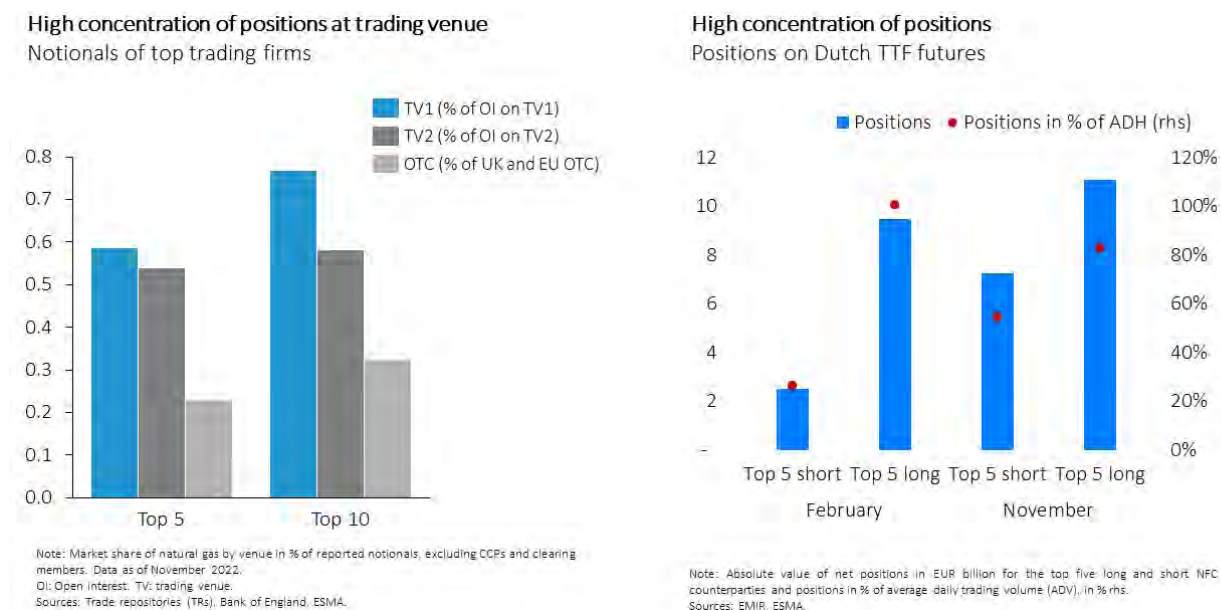 High concentration of positions at trading venue
Notionals of top trading firms
TV1 (% of OI on TV1)
TV2 (% of OI on TV2)
OTC (% of UK and EU OTC)
0.8
0.7
0.6
0.5
0.4
0.3
0.2
0.1
0.0
Top 5
Top 10
Note: Market share of natural gas by venue in % of reported notionals, excluding CCPs and clearing
members. Data as of November 2022.
OI: Open interest. TV: trading venue.
Sources: Trade repositories (TRs), Bank of England, ESMA.
High concentration of positions
Positions on Dutch TTF futures
Positions
Positions in % of ADH (rhs)
12
10
8
6
4
2
-
120%
100%
80%
60%
40%
20%
0%
Top 5 short
Top 5 long
Top 5 short
Top 5 long
February
November
Note: Absolute value of net positions in EUR billion for the top five long and short NFC
counterparties and positions in % of average daily trading volume (ADV), in % rhs.
Sources: EMIR, ESMA.